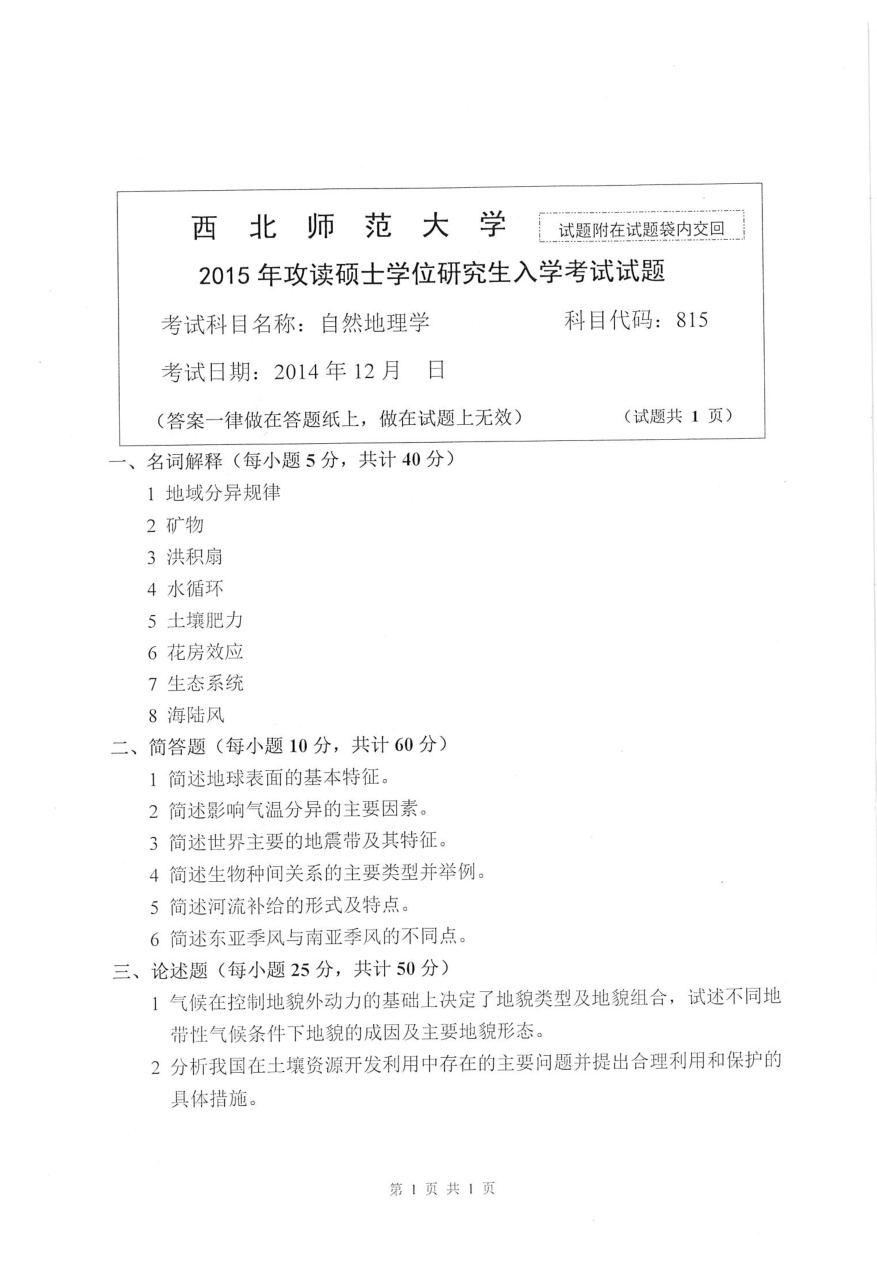 西北师范大学 试题附在试题袋内交回
2015 年攻读硕士学位研究生入学考试试题
考试科目名称：自然地理学 科目代码：815
考试日期：2014 年 12 月 日
（答案一律做在答题纸上，做在试题上无效） （试题共 1 页）
一、名词解释（每小题 5 分，共计 40 分）
1 地域分异规律
2 矿物
3 洪积扇
4 水循环
5 土壤肥力
6 花房效应
7 生态系统
8 海陆风
二、简答题（每小题 10 分，共计 60 分）
1 简述地球表面的基本特征。
2 简述影响气温分异的主要因素。
3 简述世界主要的地震带及其特征。
4 简述生物种间关系的主要类型并举例。
5 简述河流补给的形式及特点。
6 简述东亚季风与南亚季风的不同点。
三、论述题（每小题 25 分，共计 50 分）
1 气候在控制地貌外动力的基础上决定了地貌类型及地貌组合，试述不同地
带性气候条件下地貌的成因及主要地貌形态。
2 分析我国在土壤资源开发利用中存在的主要问题并提出合理利用和保护的
具体措施。
第 1 页 共 1 页